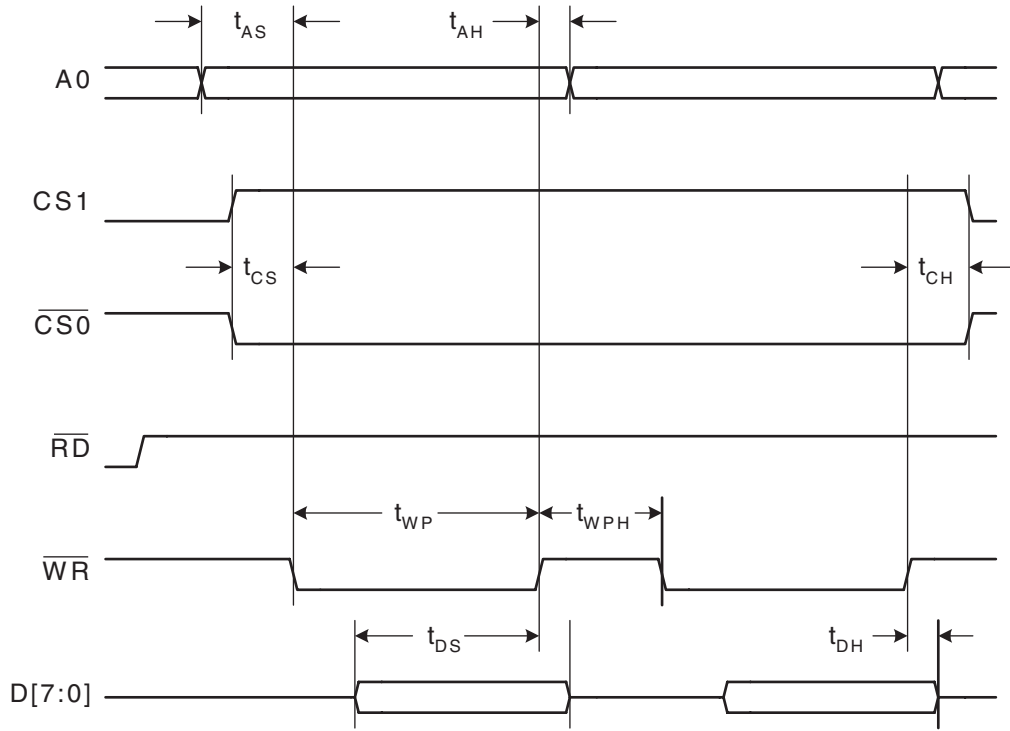 tAS tAH
A0
CS1
tCS tCH
CS0
RD
tWP tWPH
WR
tDS tDH
D[7:0]